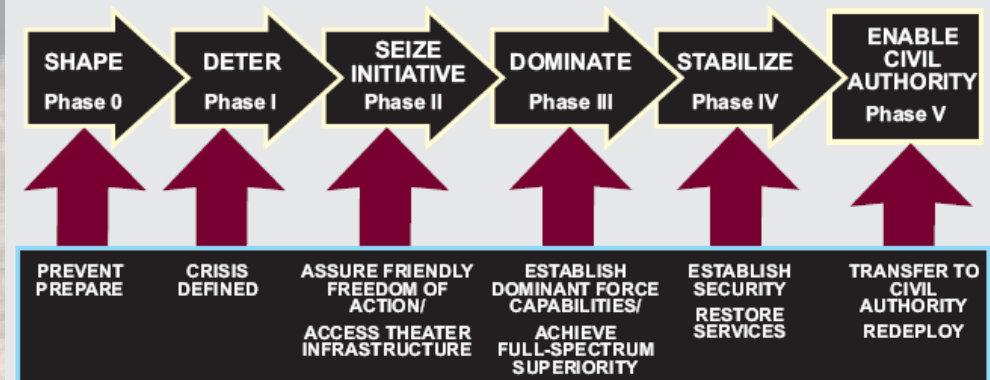 SHAPE
Phase 0
DETER
Phase I
SEIZE
INITIATIVE
Phase II
DOMINATE
Phase III
STABILIZE
Phase IV
ENABLE
CIVIL
AUTHORITY
Phase V
PREVENT
PREPARE
CRISIS
DEFINED
ASSURE FRIENDLY
FREEDOM OF
ACTION/
ACCESS THEATER
INFRASTRUCTURE
ESTABLISH
DOMINANT FORCE
CAPABILITIES/
ACHIEVE
FULL-SPECTRUM
SUPERIORITY
ESTABLISH
SECURITY
RESTORE
SERVICES
TRANSFER TO
CIVIL
AUTHORITY
REDEPLOY